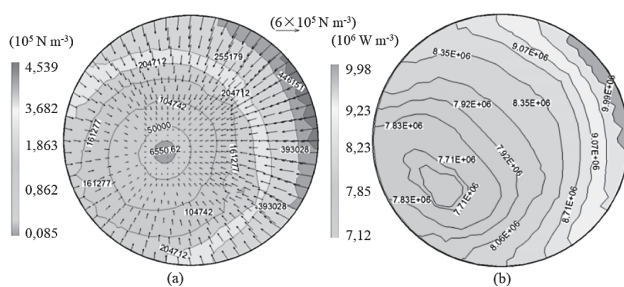 (a)
(6×10⁵ N m⁻³)
(b)
(10⁵ N m⁻³)
4,539
3,682
1,863
0,862
0,085
204712
255179
446151
204712
104742
50000
6550.62
161277
161277
393028
161277
393028
104742
204712
(a)
(10⁶ W m⁻³)
9,98
9,23
8,23
7,85
7,12
8.35E+06
9.07E+06
9.99E+06
7.92E+06
8.35E+06
7.83E+06
7.71E+06
7.92E+06
9.07E+06
7.83E+06
7.71E+06
8.71E+06
8.06E+06
(b)